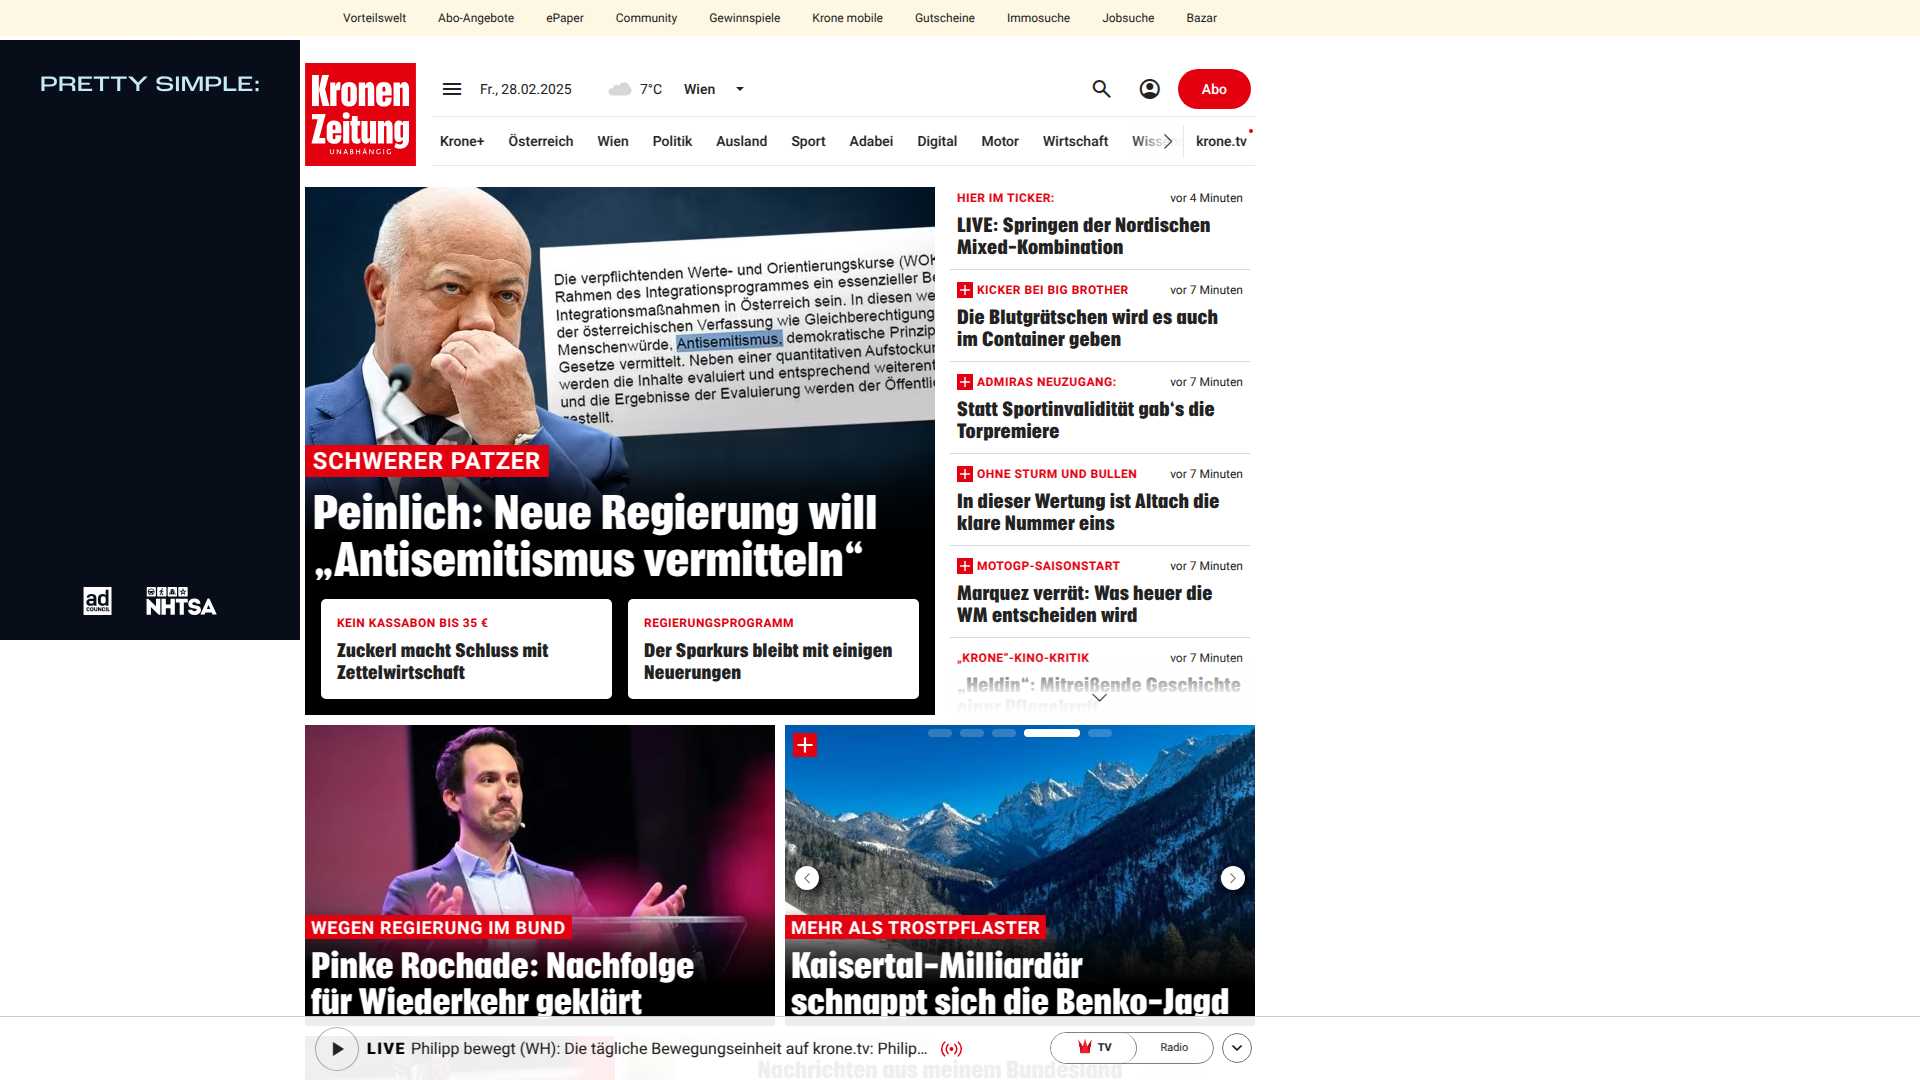 Vorteilswelt Abo-Angebote ePaper Community Gewinnspiele Krone mobile Gutscheine Immosuche Jobsuche Bazar
PRETTY SIMPLE:
ad
COUNCIL
NHTSA
Kronen
Zeitung
UNABHÄNGIG
Fr., 28.02.2025 7°C Wien
Abo
Krone+ Österreich Wien Politik Ausland Sport Adabei Digital Motor Wirtschaft krone.tv
Die verpflichtenden Werte- und Orientierungskurse
Rahmen des Integrationsprogrammes ein essenzieller
Integrationsmaßnahmen in Österreich sein. In diesen
der österreichischen Verfassung wie Gleichberechtigung
Menschenwürde, Antisemitismus, demokratische
Gesetze vermittelt. Neben einer quantitativen
werden die Inhalte evaluiert und entsprechend
und die Ergebnisse der Evaluierung werden der
gestellt.
SCHWERER PATZER
Peinlich: Neue Regierung will
„Antisemitismus vermitteln“
KEIN KASSABON BIS 35 €
Zuckerl macht Schluss mit
Zettelwirtschaft
REGIERUNGSPROGRAMM
Der Sparkurs bleibt mit einigen
Neuerungen
HIER IM TICKER: vor 4 Minuten
LIVE: Springen der Nordischen
Mixed-Kombination
KICKER BEI BIG BROTHER vor 7 Minuten
Die Blutgrätschen wird es auch
im Container geben
ADMIRAS NEUZUGANG: vor 7 Minuten
Statt Sportinvalidität gab‘s die
Torpremiere
OHNE STURM UND BULLEN vor 7 Minuten
In dieser Wertung ist Altach die
klare Nummer eins
MOTOGP-SAISONSTART vor 7 Minuten
Marquez verrät: Was heuer die
WM entscheiden wird
„KRONE“-KINO-KRITIK vor 7 Minuten
„Heldin“: Mitreißende Geschichte
einer Pflegekraft
WEGEN REGIERUNG IM BUND
Pinke Rochade: Nachfolge
für Wiederkehr geklärt
MEHR ALS TROSTPFLASTER
Kaisertal-Milliardär
schnappt sich die Benko-Jagd
LIVE Philipp bewegt (WH): Die tägliche Bewegungseinheit auf krone.tv: Philip...
TV Radio
Nachrichten aus meinem Bundesland